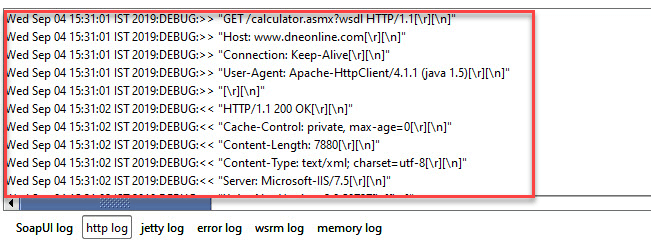 Wed Sep 04 15:31:01 IST 2019:DEBUG:>> "GET /calculator.asmx?wsdl HTTP/1.1[\r][\n]"
Wed Sep 04 15:31:01 IST 2019:DEBUG:>> "Host: www.dneonline.com[\r][\n]"
Wed Sep 04 15:31:01 IST 2019:DEBUG:>> "Connection: Keep-Alive[\r][\n]"
Wed Sep 04 15:31:01 IST 2019:DEBUG:>> "User-Agent: Apache-HttpClient/4.1.1 (java 1.5)[\r][\n]"
Wed Sep 04 15:31:01 IST 2019:DEBUG:>> "[\r][\n]"
Wed Sep 04 15:31:02 IST 2019:DEBUG:<< "HTTP/1.1 200 OK[\r][\n]"
Wed Sep 04 15:31:02 IST 2019:DEBUG:<< "Cache-Control: private, max-age=0[\r][\n]"
Wed Sep 04 15:31:02 IST 2019:DEBUG:<< "Content-Length: 7880[\r][\n]"
Wed Sep 04 15:31:02 IST 2019:DEBUG:<< "Content-Type: text/xml; charset=utf-8[\r][\n]"
Wed Sep 04 15:31:02 IST 2019:DEBUG:<< "Server: Microsoft-IIS/7.5[\r][\n]"
SoapUI log http log jetty log error log wsrm log memory log